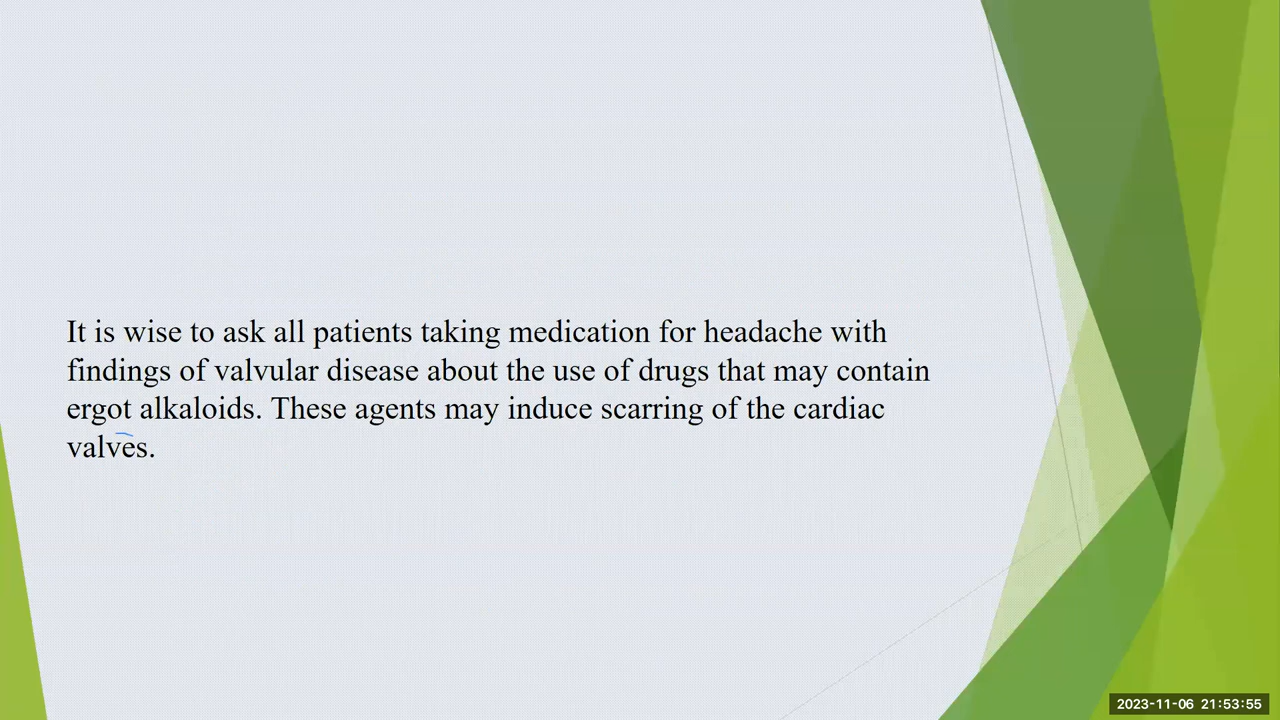 It is wise to ask all patients taking medication for headache with
findings of valvular disease about the use of drugs that may contain
ergot alkaloids. These agents may induce scarring of the cardiac
valves.
2023-11-06 21:53:55